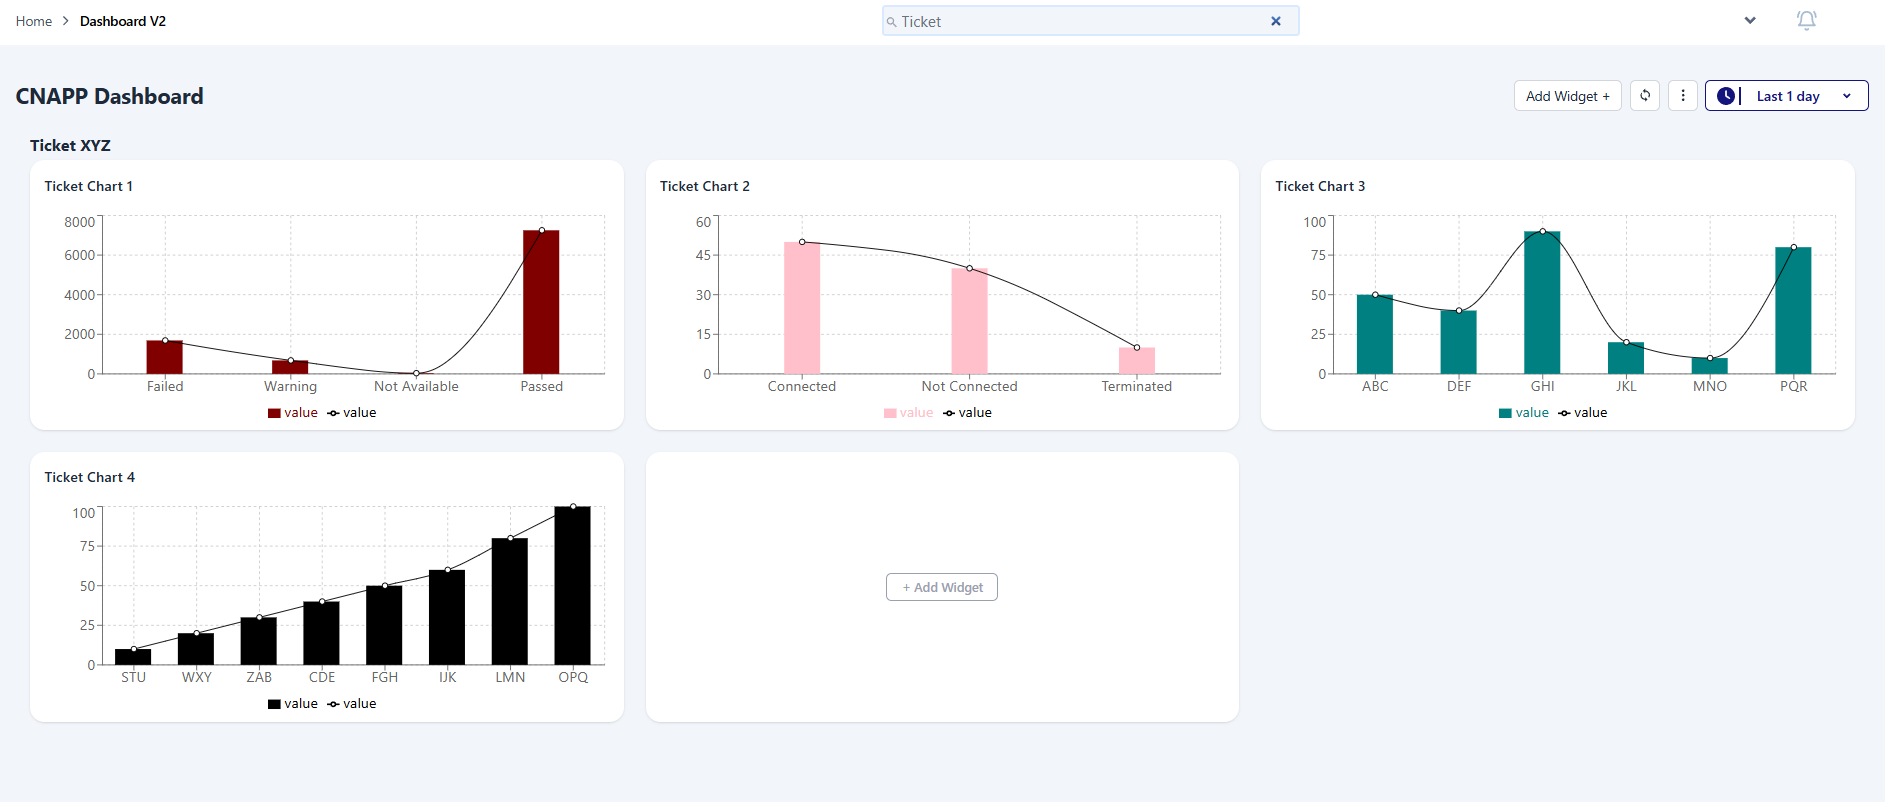 Home > Dashboard V2
Ticket
CNAPP Dashboard
Add Widget +
Last 1 day
Ticket XYZ
Ticket Chart 1
8000
6000
4000
2000
0
Failed Warning Not Available Passed
value value
Ticket Chart 2
60
45
30
15
0
Connected Not Connected Terminated
value value
Ticket Chart 3
100
75
50
25
0
ABC DEF GHI JKL MNO PQR
value value
Ticket Chart 4
100
75
50
25
0
STU WXY ZAB CDE FGH IJK LMN OPQ
value value
+ Add Widget